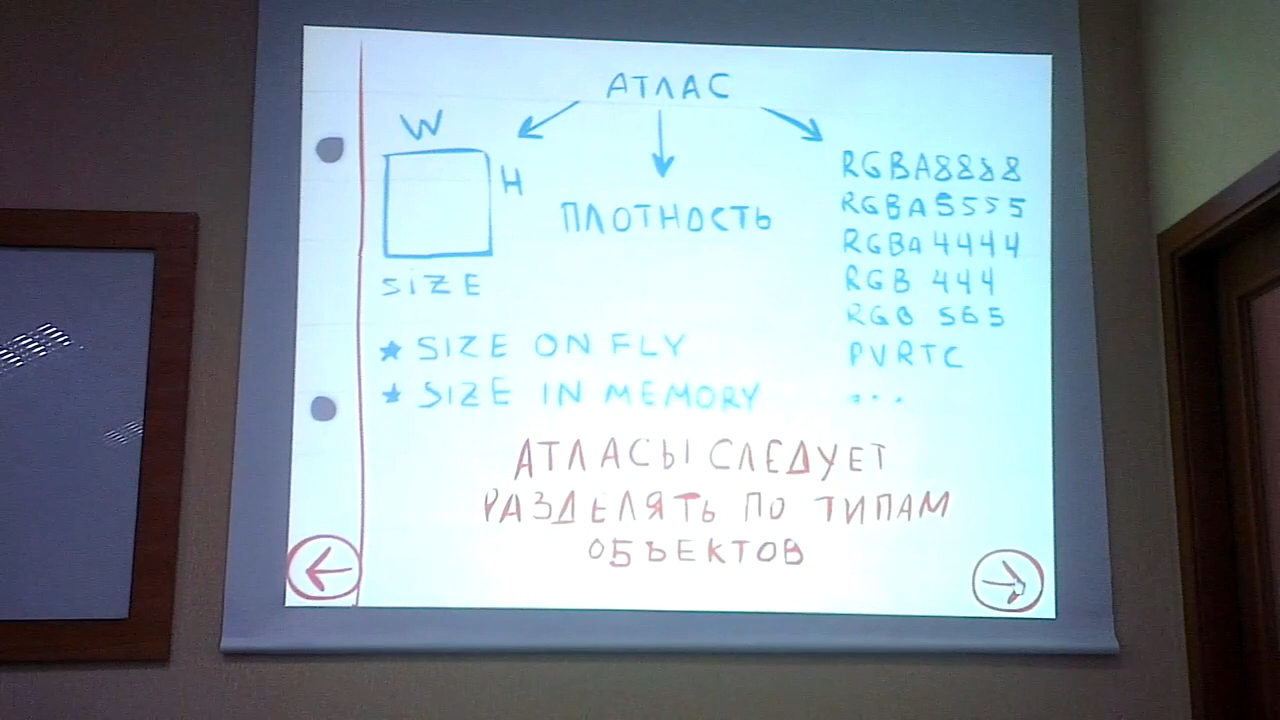 АТЛАС
W
H
SiZE
ПЛОТНОСТЬ
RGBA8888
RGBA5555
RGBA4444
RGB 444
RGB 565
PVRTC
...
★ SIZE ON FLY
★ SIZE IN MEMORY
АТЛАСЫ СЛЕДУЕТ
РАЗДЕЛЯТЬ ПО ТИПАМ
ОБЪЕКТОВ